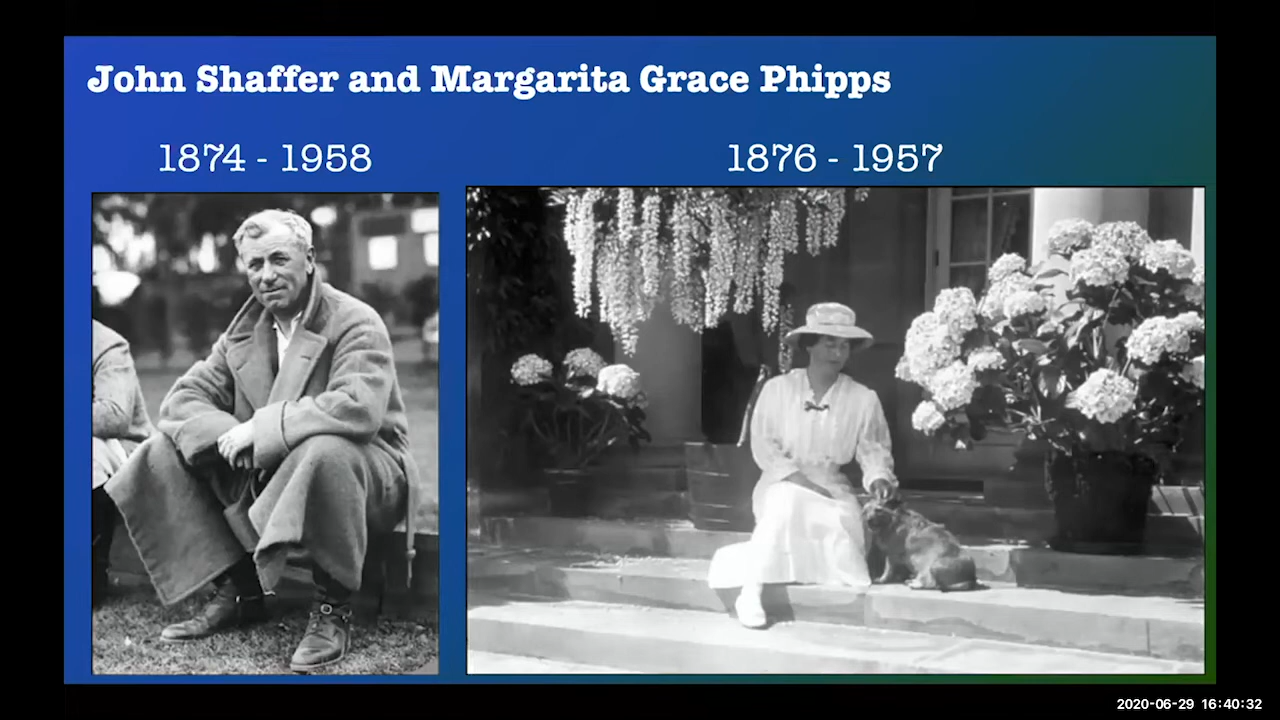 John Shaffer and Margarita Grace Phipps
1874 - 1958
1876 - 1957
2020-06-29 16:40:32